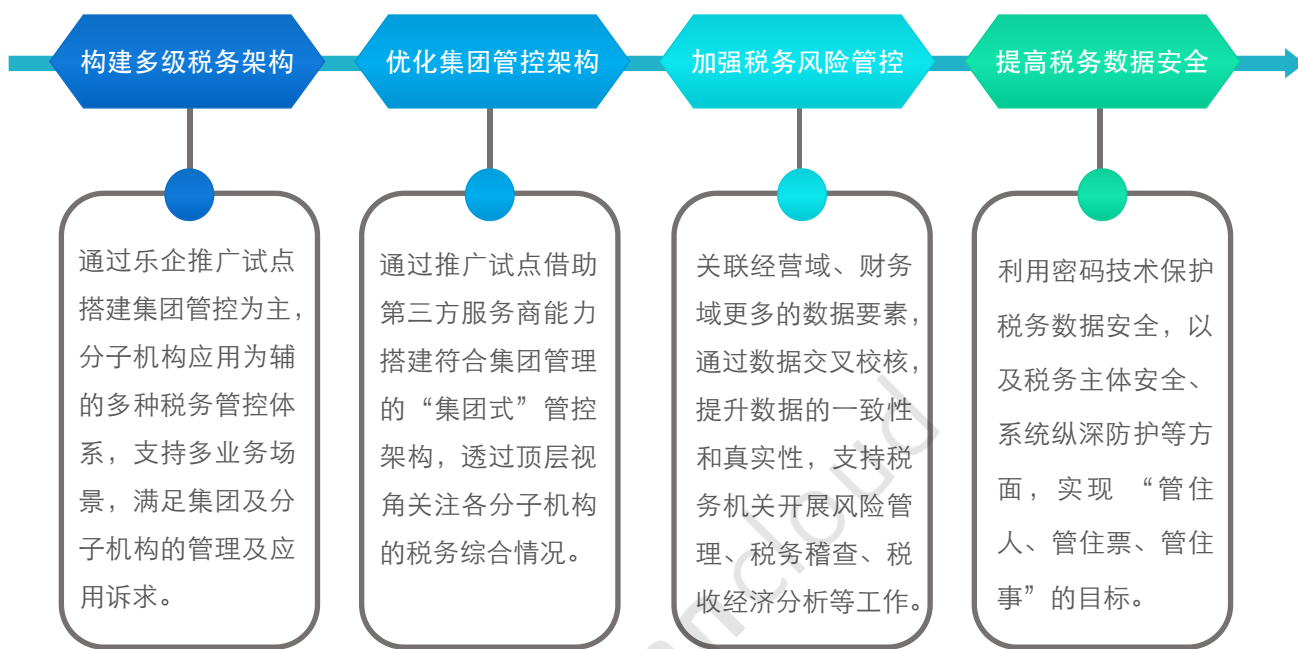 构建多级税务架构
优化集团管控架构
加强税务风险管控
提高税务数据安全
通过乐企推广试点
搭建集团管控为主，
分子机构应用为辅
的多种税务管控体
系，支持多业务场
景，满足集团及分
子机构的管理及应
用诉求。
通过推广试点借助
第三方服务商能力
搭建符合集团管理
的“集团式”管控
架构，透过顶层视
角关注各分子机构
的税务综合情况。
关联经营域、财务
域更多的数据要素，
通过数据交叉校核，
提升数据的一致性
和真实性，支持税
务机关开展风险管
理、税务稽查、税
收经济分析等工作。
利用密码技术保护
税务数据安全，以
及税务主体安全、
系统纵深防护等方
面，实现 “管住
人、管住票、管住
事”的目标。